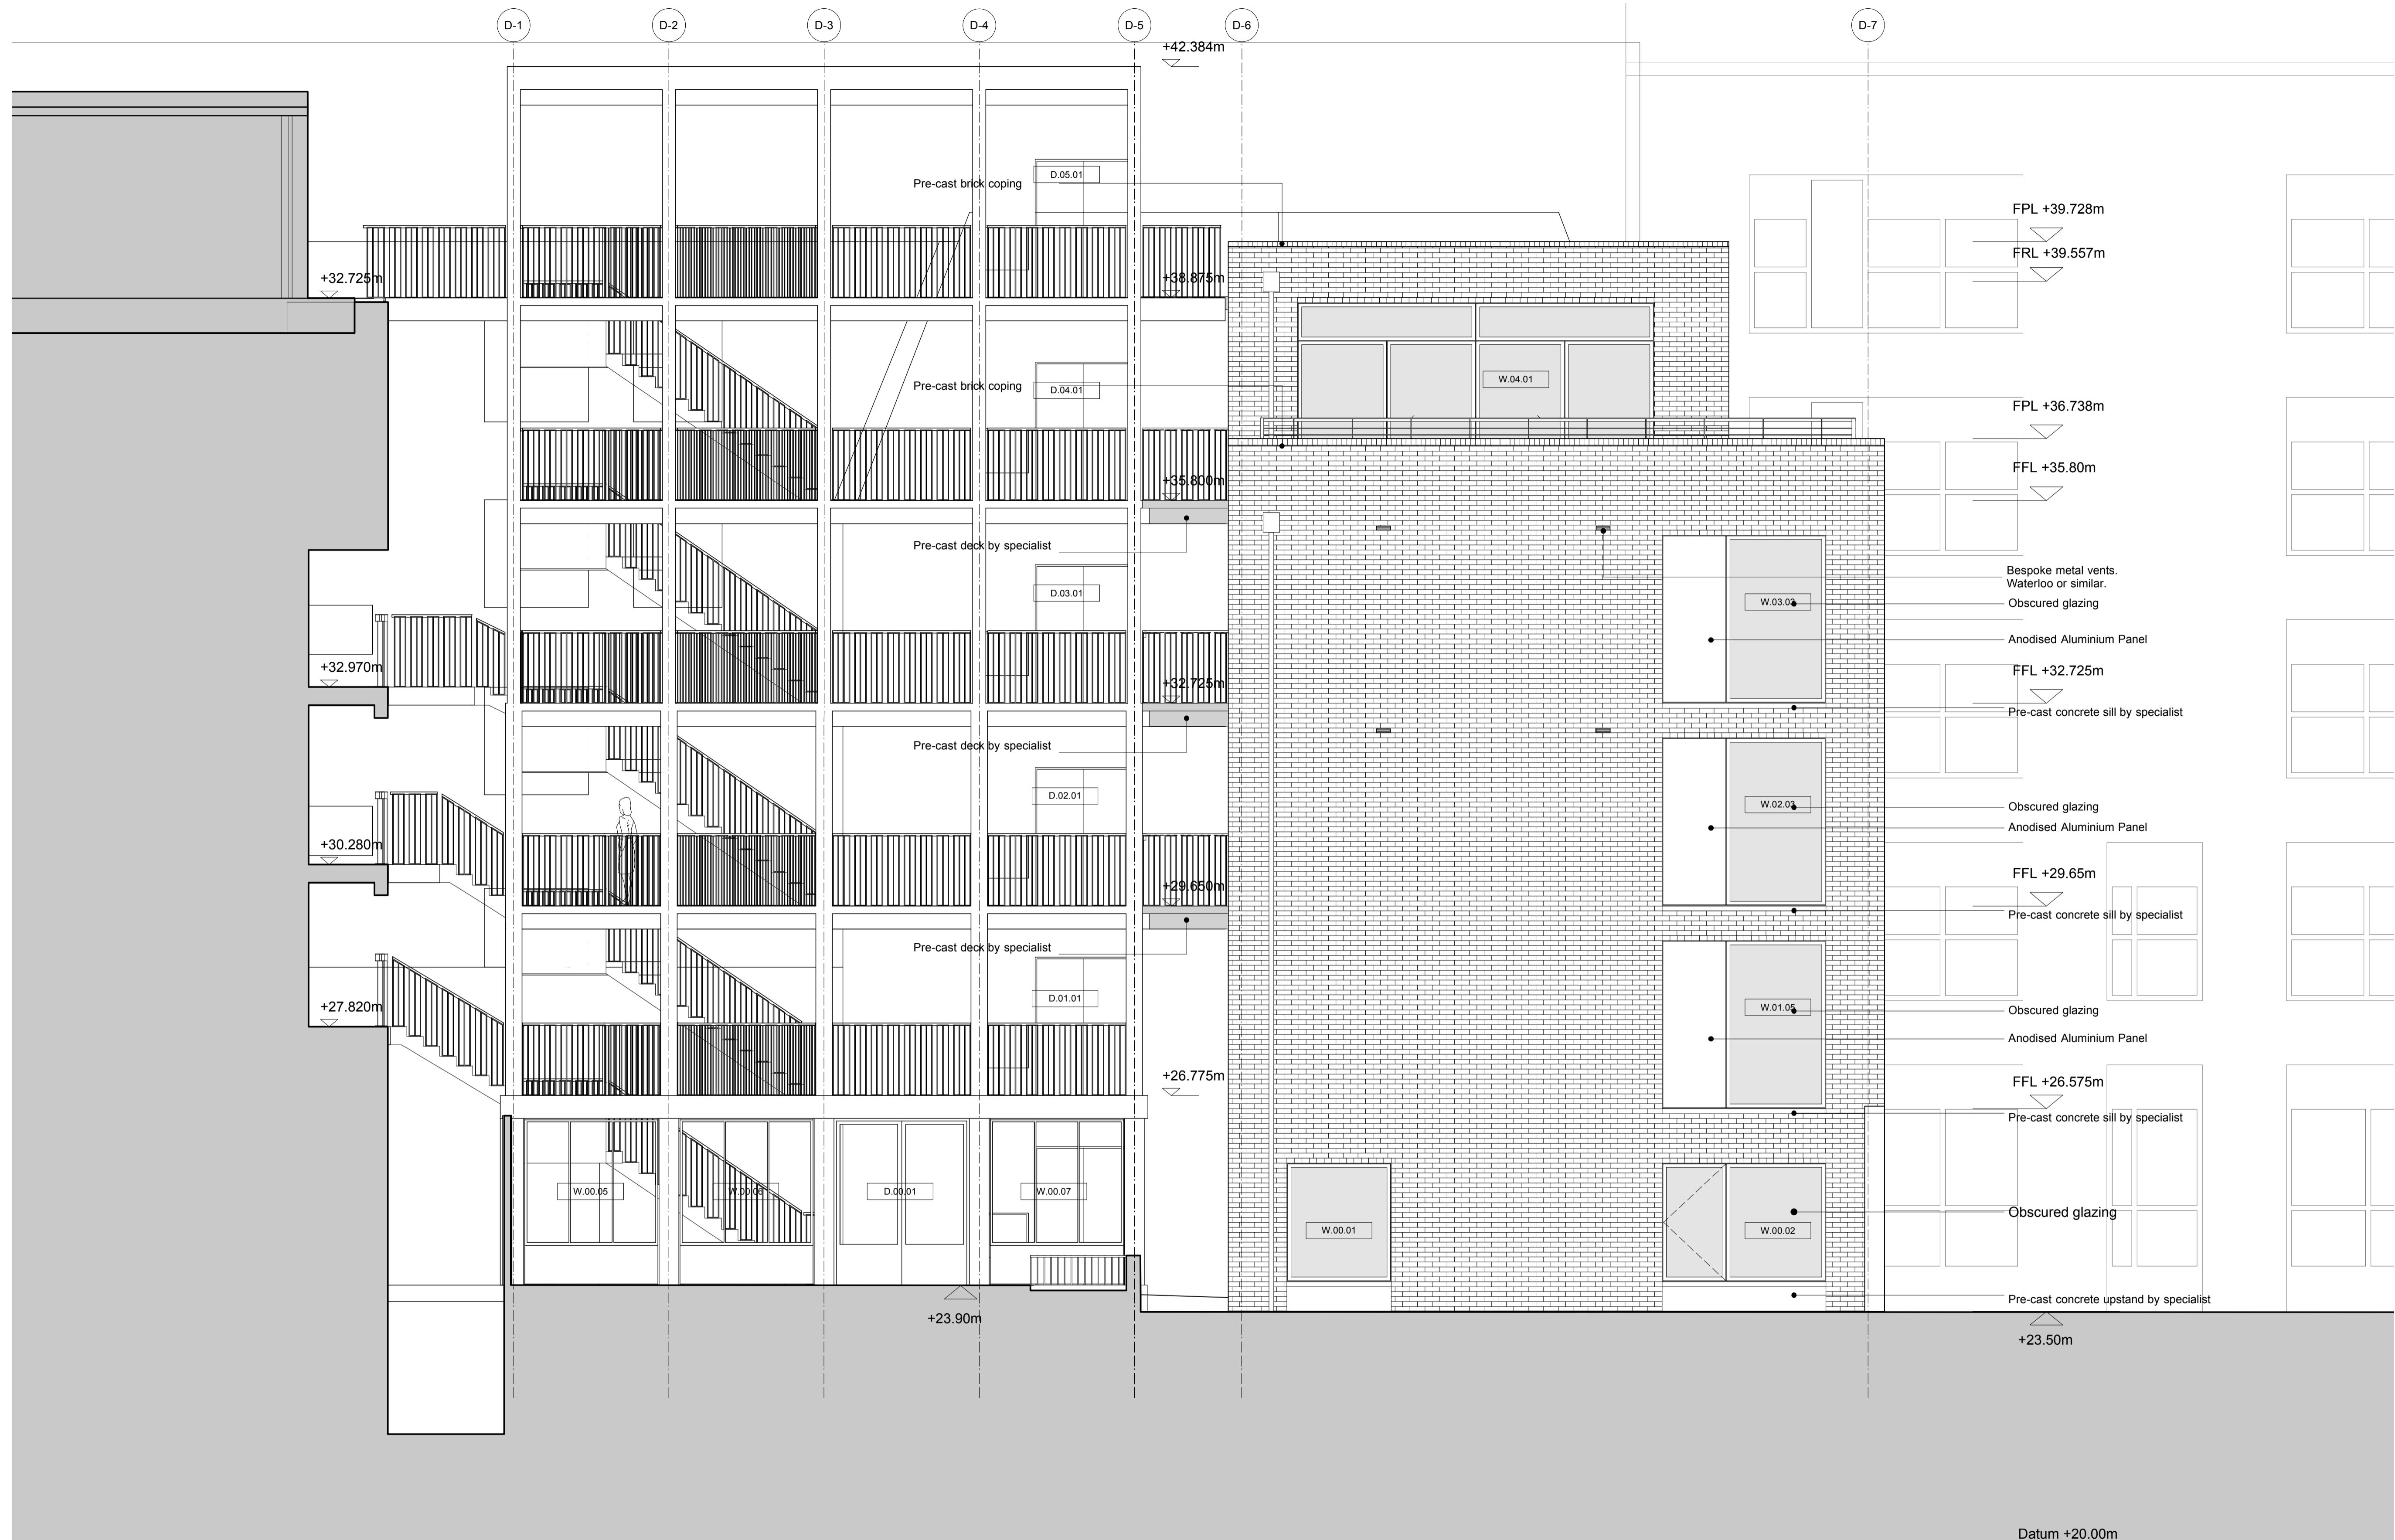 D-1
D-2
D-3
D-4
D-5
D-6
D-7
+42.384m
D.05.01
Pre-cast brick coping
FPL +39.728m
FRL +39.557m
+32.725m
+38.875m
W.04.01
Pre-cast brick coping
D.04.01
FPL +36.738m
FFL +35.80m
+35.800m
Pre-cast deck by specialist
Bespoke metal vents.
Waterloo or similar.
D.03.01
W.03.03
Obscured glazing
Anodised Aluminium Panel
+32.970m
FFL +32.725m
+32.725m
Pre-cast concrete sill by specialist
Pre-cast deck by specialist
D.02.01
W.02.03
Obscured glazing
Anodised Aluminium Panel
+30.280m
FFL +29.65m
+29.650m
Pre-cast concrete sill by specialist
Pre-cast deck by specialist
D.01.01
+27.820m
W.01.05
Obscured glazing
Anodised Aluminium Panel
+26.775m
FFL +26.575m
Pre-cast concrete sill by specialist
W.00.05
W.00.06
D.00.01
W.00.07
W.00.01
W.00.02
Obscured glazing
Pre-cast concrete upstand by specialist
+23.90m
+23.50m
Datum +20.00m